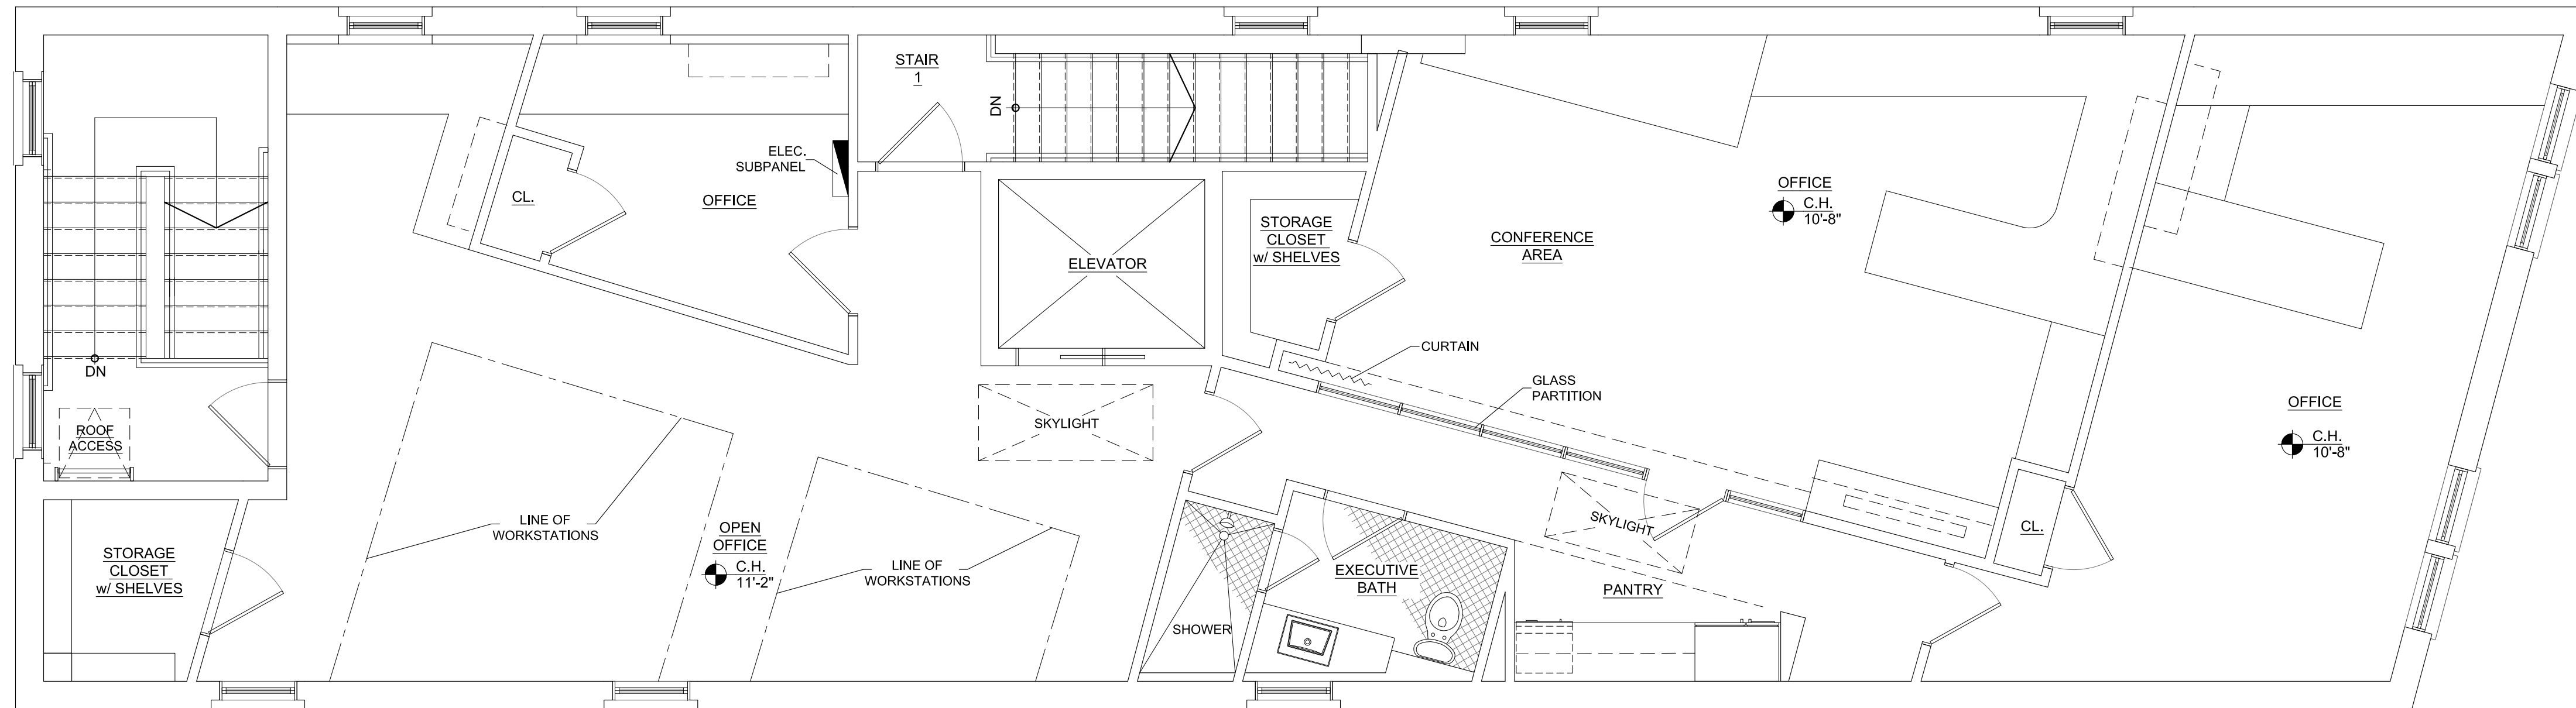 STAIR
1
DN
ELEC.
SUBPANEL
CL.
OFFICE
OFFICE
C.H.
10'-8"
STORAGE
CLOSET
w/ SHELVES
CONFERENCE
AREA
ELEVATOR
CURTAIN
GLASS
PARTITION
DN
ROOF
ACCESS
SKYLIGHT
OFFICE
C.H.
10'-8"
LINE OF
WORKSTATIONS
OPEN
OFFICE
C.H.
11'-2"
STORAGE
CLOSET
w/ SHELVES
LINE OF
WORKSTATIONS
SKYLIGHT
CL.
EXECUTIVE
BATH
PANTRY
SHOWER